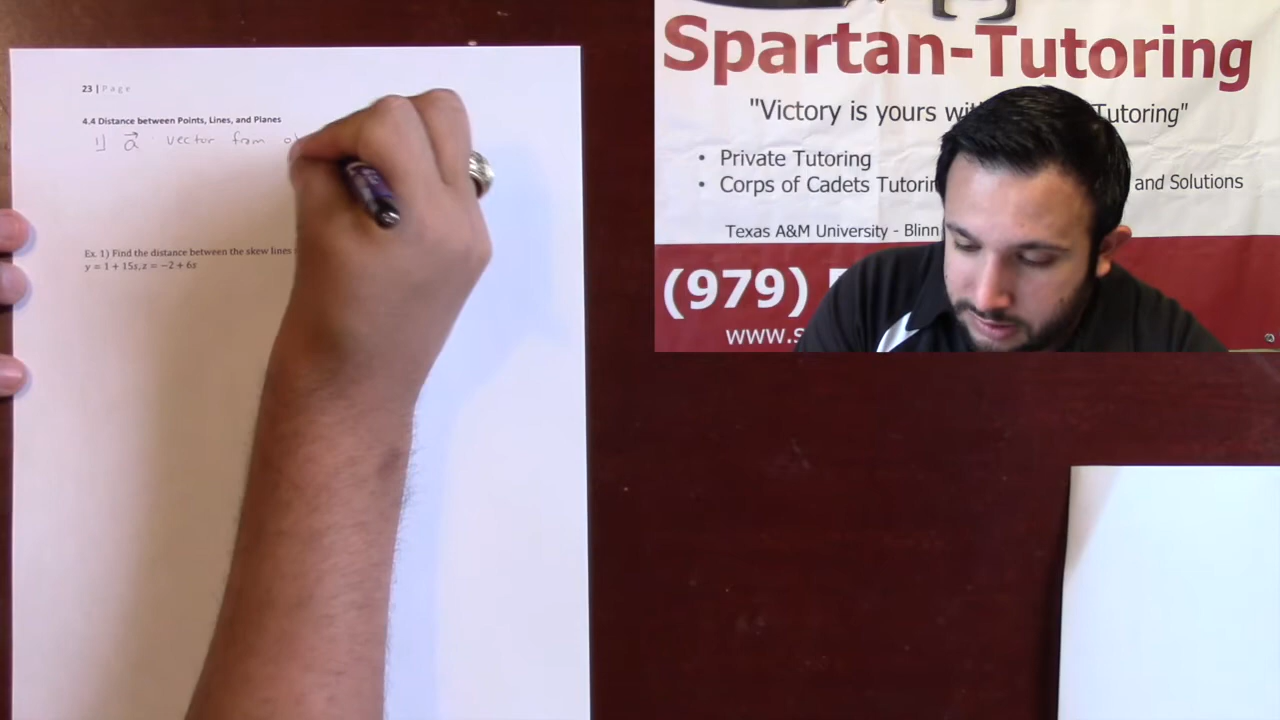 23 | Page
4.4 Distance between Points, Lines, and Planes
1) a⃗ vector from
Ex. 1) Find the distance between the skew lines
y = 1 + 15s, z = −2 + 6s
Spartan-Tutoring
"Victory is yours Tutoring"
• Private Tutoring
• Corps of Cadets and Solutions
Texas A&M University - Blinn
(979)
www.s